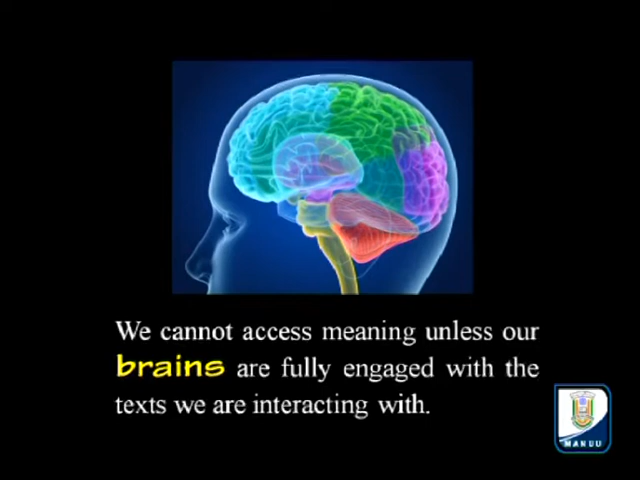 We cannot access meaning unless our
brains are fully engaged with the
texts we are interacting with.
MANUU